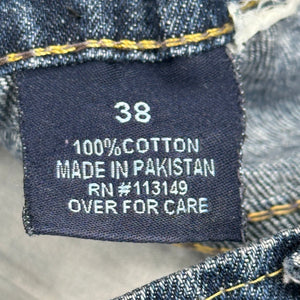 38
100%COTTON
MADE IN PAKISTAN
RN #113149
OVER FOR CARE